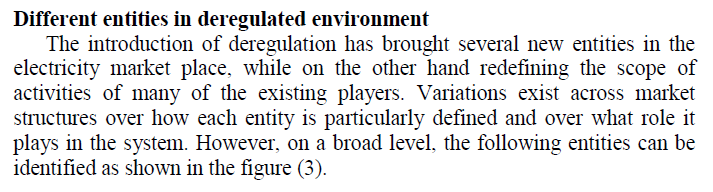 Different entities in deregulated environment
The introduction of deregulation has brought several new entities in the
electricity market place, while on the other hand redefining the scope of
activities of many of the existing players. Variations exist across market
structures over how each entity is particularly defined and over what role it
plays in the system. However, on a broad level, the following entities can be
identified as shown in the figure (3).